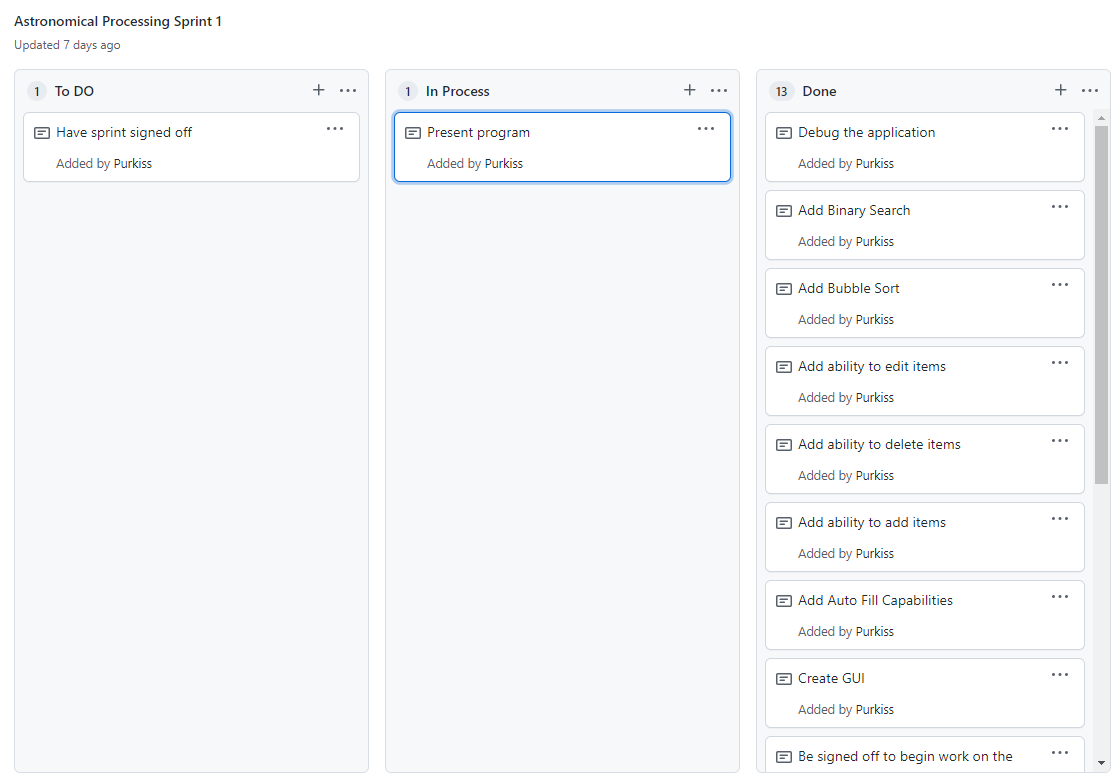 Astronomical Processing Sprint 1
Updated 7 days ago
1 To DO
Have sprint signed off
Added by Purkiss
1 In Process
Present program
Added by Purkiss
13 Done
Debug the application
Added by Purkiss
Add Binary Search
Added by Purkiss
Add Bubble Sort
Added by Purkiss
Add ability to edit items
Added by Purkiss
Add ability to delete items
Added by Purkiss
Add ability to add items
Added by Purkiss
Add Auto Fill Capabilities
Added by Purkiss
Create GUI
Added by Purkiss
Be signed off to begin work on the